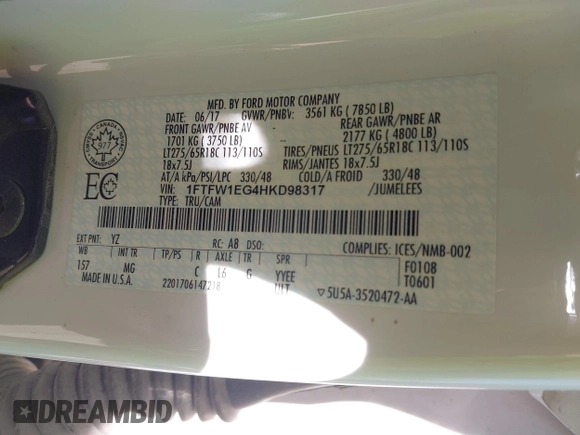 MFD. BY FORD MOTOR COMPANY
DATE: 06/17 GVWR/PNBV: 3561 KG ( 7850 LB)
FRONT GAWR/PNBE AV REAR GAWR/PNBE AR
1701 KG ( 3750 LB) 2177 KG ( 4800 LB)
LT275/65R18C 113/110S TIRES/PNEUS LT275/65R18C 113/110S
18x7.5J RIMS/JANTES 18x7.5J
AT/A kPa/PSI/LPC 330/48 COLD/A FROID 330/48
VIN: 1FTFW1EG4HKD98317 /JUMELEES
TYPE: TRU/CAM
CANADA
977
EC
EXT PNT: YZ RC: A8 DSO: COMPLIES: ICES/NMB-002
WB INT TR TP/PS R AXLE TR SPR
157 MG C L6 G YYEE F0108
MADE IN U.S.A. ULT T0601
▽5U5A-3520472-AA
DREAMBID